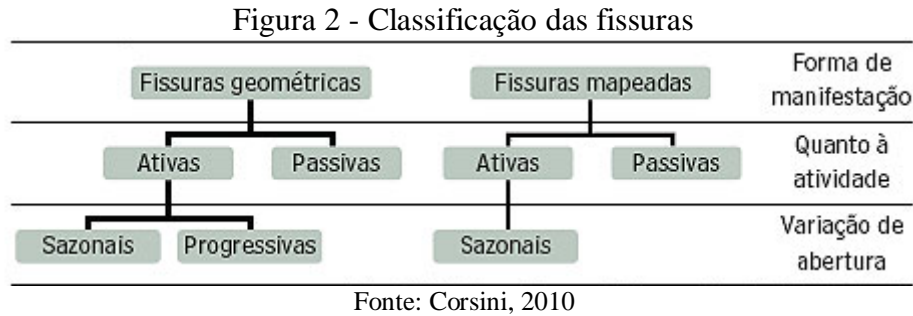 Figura 2 - Classificação das fissuras
Fissuras geométricas Fissuras mapeadas Forma de
manifestação
Ativas Passivas Ativas Passivas Quanto à
atividade
Sazonais Progressivas Sazonais Variação de
abertura
Fonte: Corsini, 2010